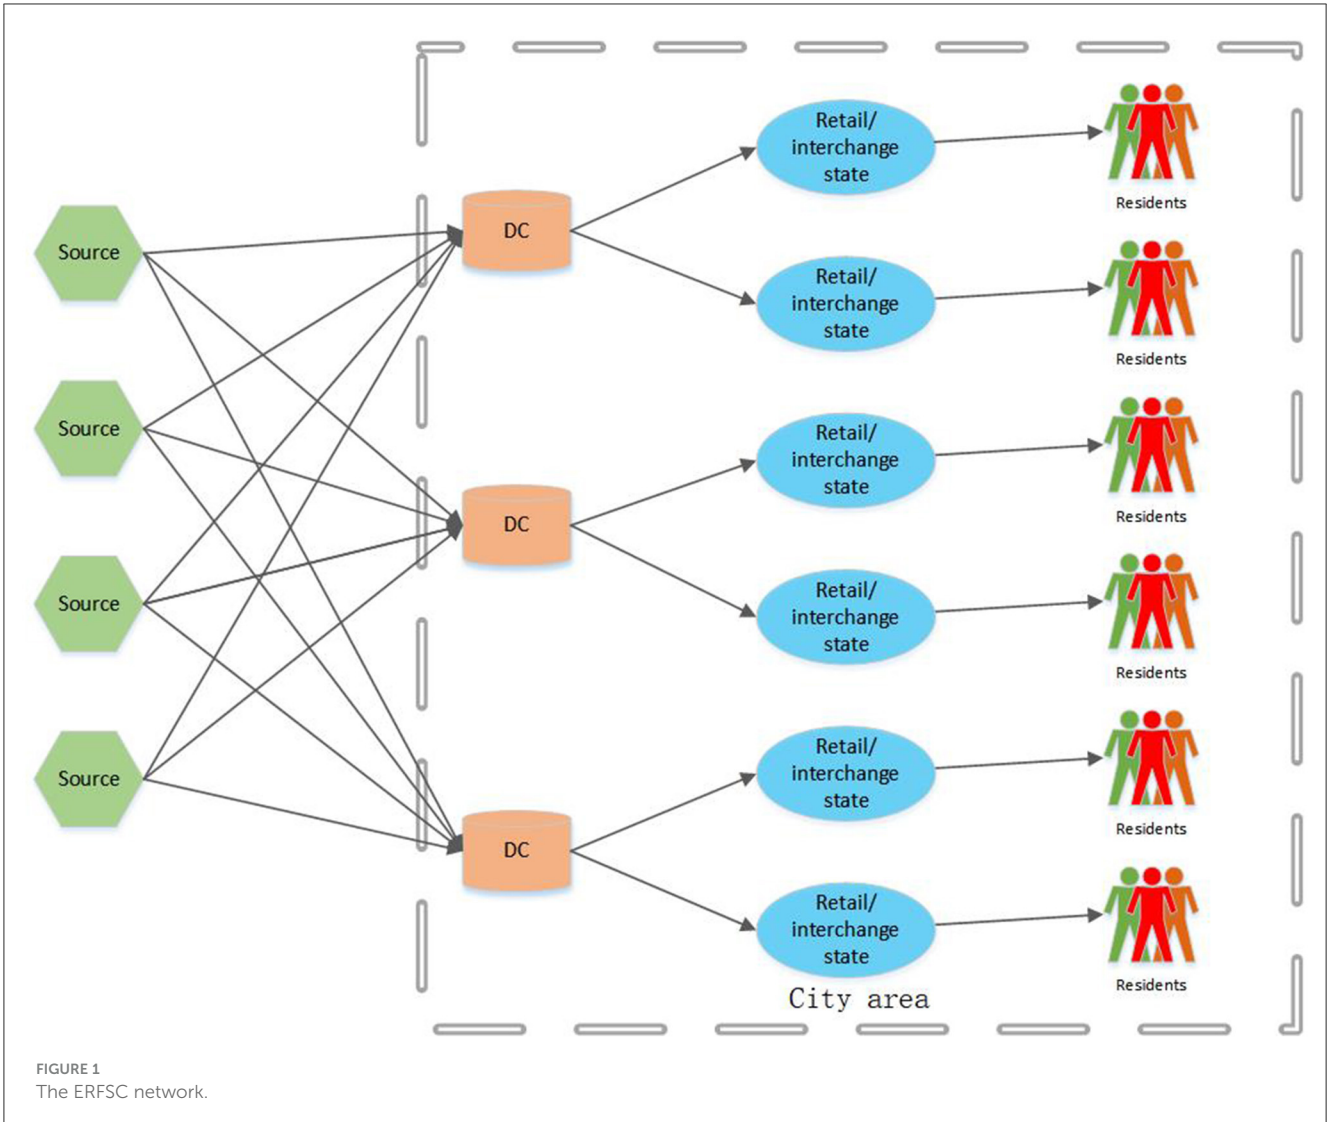 Source
Source
Source
Source
DC
DC
DC
Retail/
interchange
state
Retail/
interchange
state
Retail/
interchange
state
Retail/
interchange
state
Retail/
interchange
state
Retail/
interchange
state
Residents
Residents
Residents
Residents
Residents
Residents
City area
FIGURE 1
The ERFSC network.